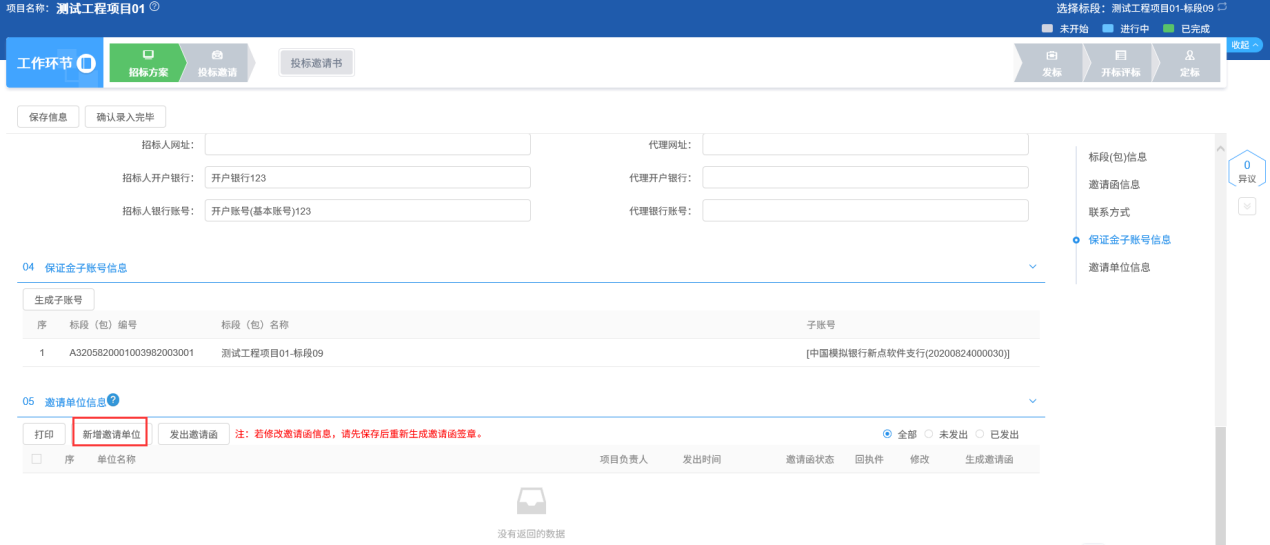 项目名称：测试工程项目01 ?
选择标段：测试工程项目01-标段09
未开始 进行中 已完成
收起
工作环节 招标方案 投标邀请 投标邀请书 发标 开标评标 定标
保存信息 确认录入完毕
招标人网址： 代理网址：
招标人开户银行： 开户银行123 代理开户银行：
招标人银行账号： 开户账号(基本账号)123 代理银行账号：
标段(包)信息
邀请函信息
联系方式
保证金子账号信息
邀请单位信息
0
异议
04 保证金子账号信息
生成子账号
序 标段（包）编号 标段（包）名称 子账号
1 A3205820001003982003001 测试工程项目01-标段09 [中国模拟银行新点软件支行(20200824000030)]
05 邀请单位信息 ?
打印 新增邀请单位 发出邀请函 注：若修改邀请函信息，请先保存后重新生成邀请函签章。 全部 未发出 已发出
序 单位名称 项目负责人 发出时间 邀请函状态 回执件 修改 生成邀请函
没有返回的数据